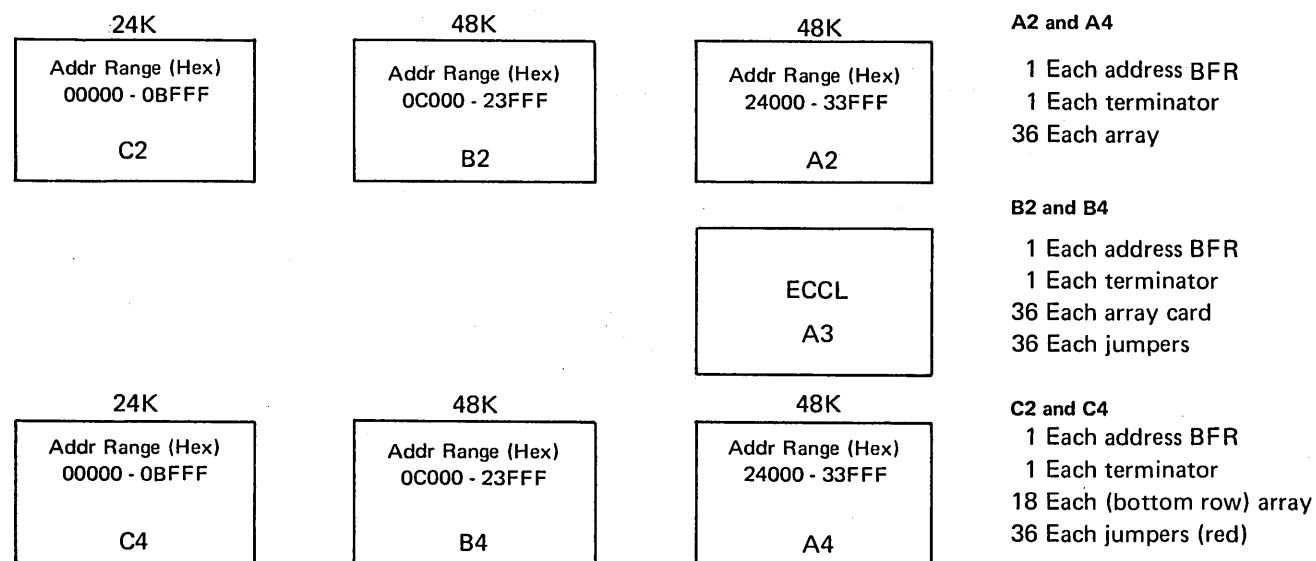 24K
Addr Range (Hex)
00000 - 0BFFF
C2
48K
Addr Range (Hex)
0C000 - 23FFF
B2
48K
Addr Range (Hex)
24000 - 33FFF
A2
A2 and A4
1 Each address BFR
1 Each terminator
36 Each array
ECCL
A3
B2 and B4
1 Each address BFR
1 Each terminator
36 Each array card
36 Each jumpers
24K
Addr Range (Hex)
00000 - 0BFFF
C4
48K
Addr Range (Hex)
0C000 - 23FFF
B4
48K
Addr Range (Hex)
24000 - 33FFF
A4
C2 and C4
1 Each address BFR
1 Each terminator
18 Each (bottom row) array
36 Each jumpers (red)